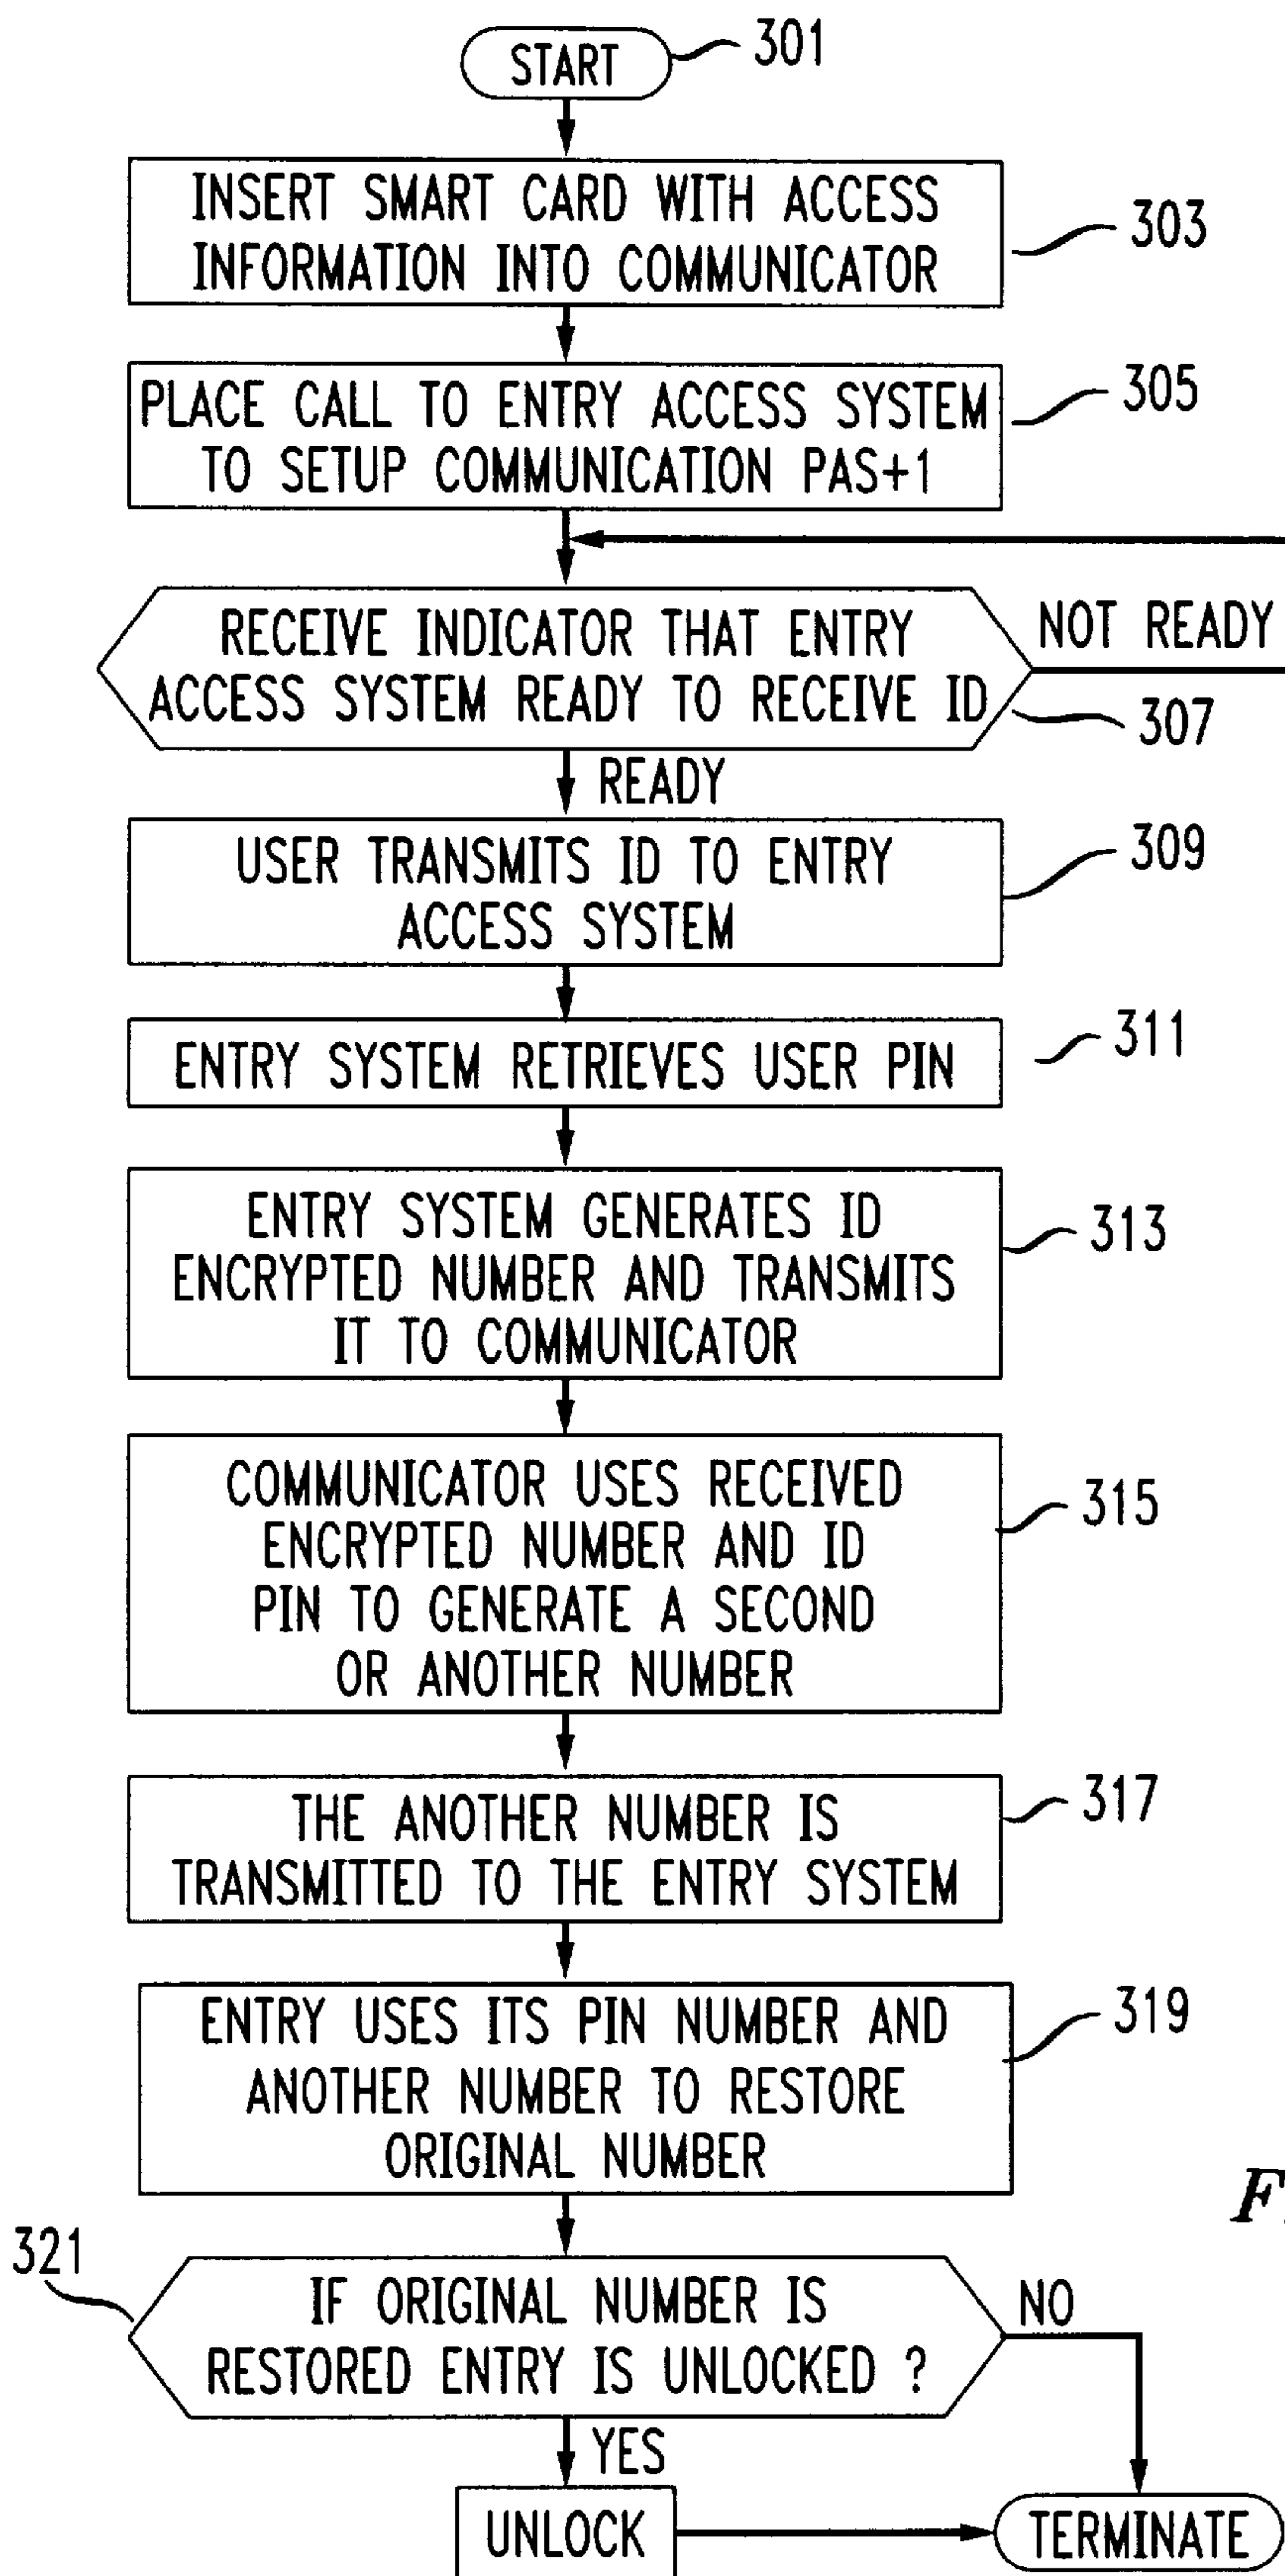 START
301
INSERT SMART CARD WITH ACCESS
INFORMATION INTO COMMUNICATOR
303
PLACE CALL TO ENTRY ACCESS SYSTEM
TO SETUP COMMUNICATION PAS+1
305
RECEIVE INDICATOR THAT ENTRY
ACCESS SYSTEM READY TO RECEIVE ID
NOT READY
307
READY
USER TRANSMITS ID TO ENTRY
ACCESS SYSTEM
309
ENTRY SYSTEM RETRIEVES USER PIN
311
ENTRY SYSTEM GENERATES ID
ENCRYPTED NUMBER AND TRANSMITS
IT TO COMMUNICATOR
313
COMMUNICATOR USES RECEIVED
ENCRYPTED NUMBER AND ID
PIN TO GENERATE A SECOND
OR ANOTHER NUMBER
315
THE ANOTHER NUMBER IS
TRANSMITTED TO THE ENTRY SYSTEM
317
ENTRY USES ITS PIN NUMBER AND
ANOTHER NUMBER TO RESTORE
ORIGINAL NUMBER
319
321
IF ORIGINAL NUMBER IS
RESTORED ENTRY IS UNLOCKED ?
NO
YES
UNLOCK
TERMINATE